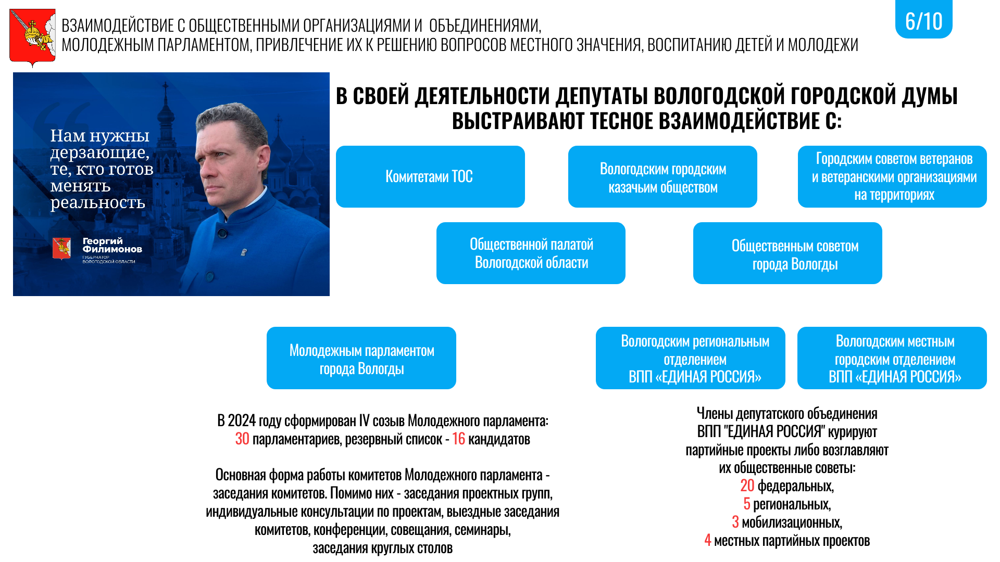 ВЗАИМОДЕЙСТВИЕ С ОБЩЕСТВЕННЫМИ ОРГАНИЗАЦИЯМИ И ОБЪЕДИНЕНИЯМИ,
МОЛОДЕЖНЫМ ПАРЛАМЕНТОМ, ПРИВЛЕЧЕНИЕ ИХ К РЕШЕНИЮ ВОПРОСОВ МЕСТНОГО ЗНАЧЕНИЯ, ВОСПИТАНИЮ ДЕТЕЙ И МОЛОДЕЖИ
6/10
Нам нужны
дерзающие,
те, кто готов
менять
реальность
Георгий
Филимонов
ГУБЕРНАТОР
ВОЛОГОДСКОЙ ОБЛАСТИ
В СВОЕЙ ДЕЯТЕЛЬНОСТИ ДЕПУТАТЫ ВОЛОГОДСКОЙ ГОРОДСКОЙ ДУМЫ
ВЫСТРАИВАЮТ ТЕСНОЕ ВЗАИМОДЕЙСТВИЕ С:
Комитетами ТОС
Вологодским городским
казачьим обществом
Городским советом ветеранов
и ветеранскими организациями
на территориях
Общественной палатой
Вологодской области
Общественным советом
города Вологды
Молодежным парламентом
города Вологды
Вологодским региональным
отделением
ВПП «ЕДИНАЯ РОССИЯ»
Вологодским местным
городским отделением
ВПП «ЕДИНАЯ РОССИЯ»
В 2024 году сформирован IV созыв Молодежного парламента:
30 парламентариев, резервный список - 16 кандидатов
Основная форма работы комитетов Молодежного парламента -
заседания комитетов. Помимо них - заседания проектных групп,
индивидуальные консультации по проектам, выездные заседания
комитетов, конференции, совещания, семинары,
заседания круглых столов
Члены депутатского объединения
ВПП "ЕДИНАЯ РОССИЯ" курируют
партийные проекты либо возглавляют
их общественные советы:
20 федеральных,
5 региональных,
3 мобилизационных,
4 местных партийных проектов